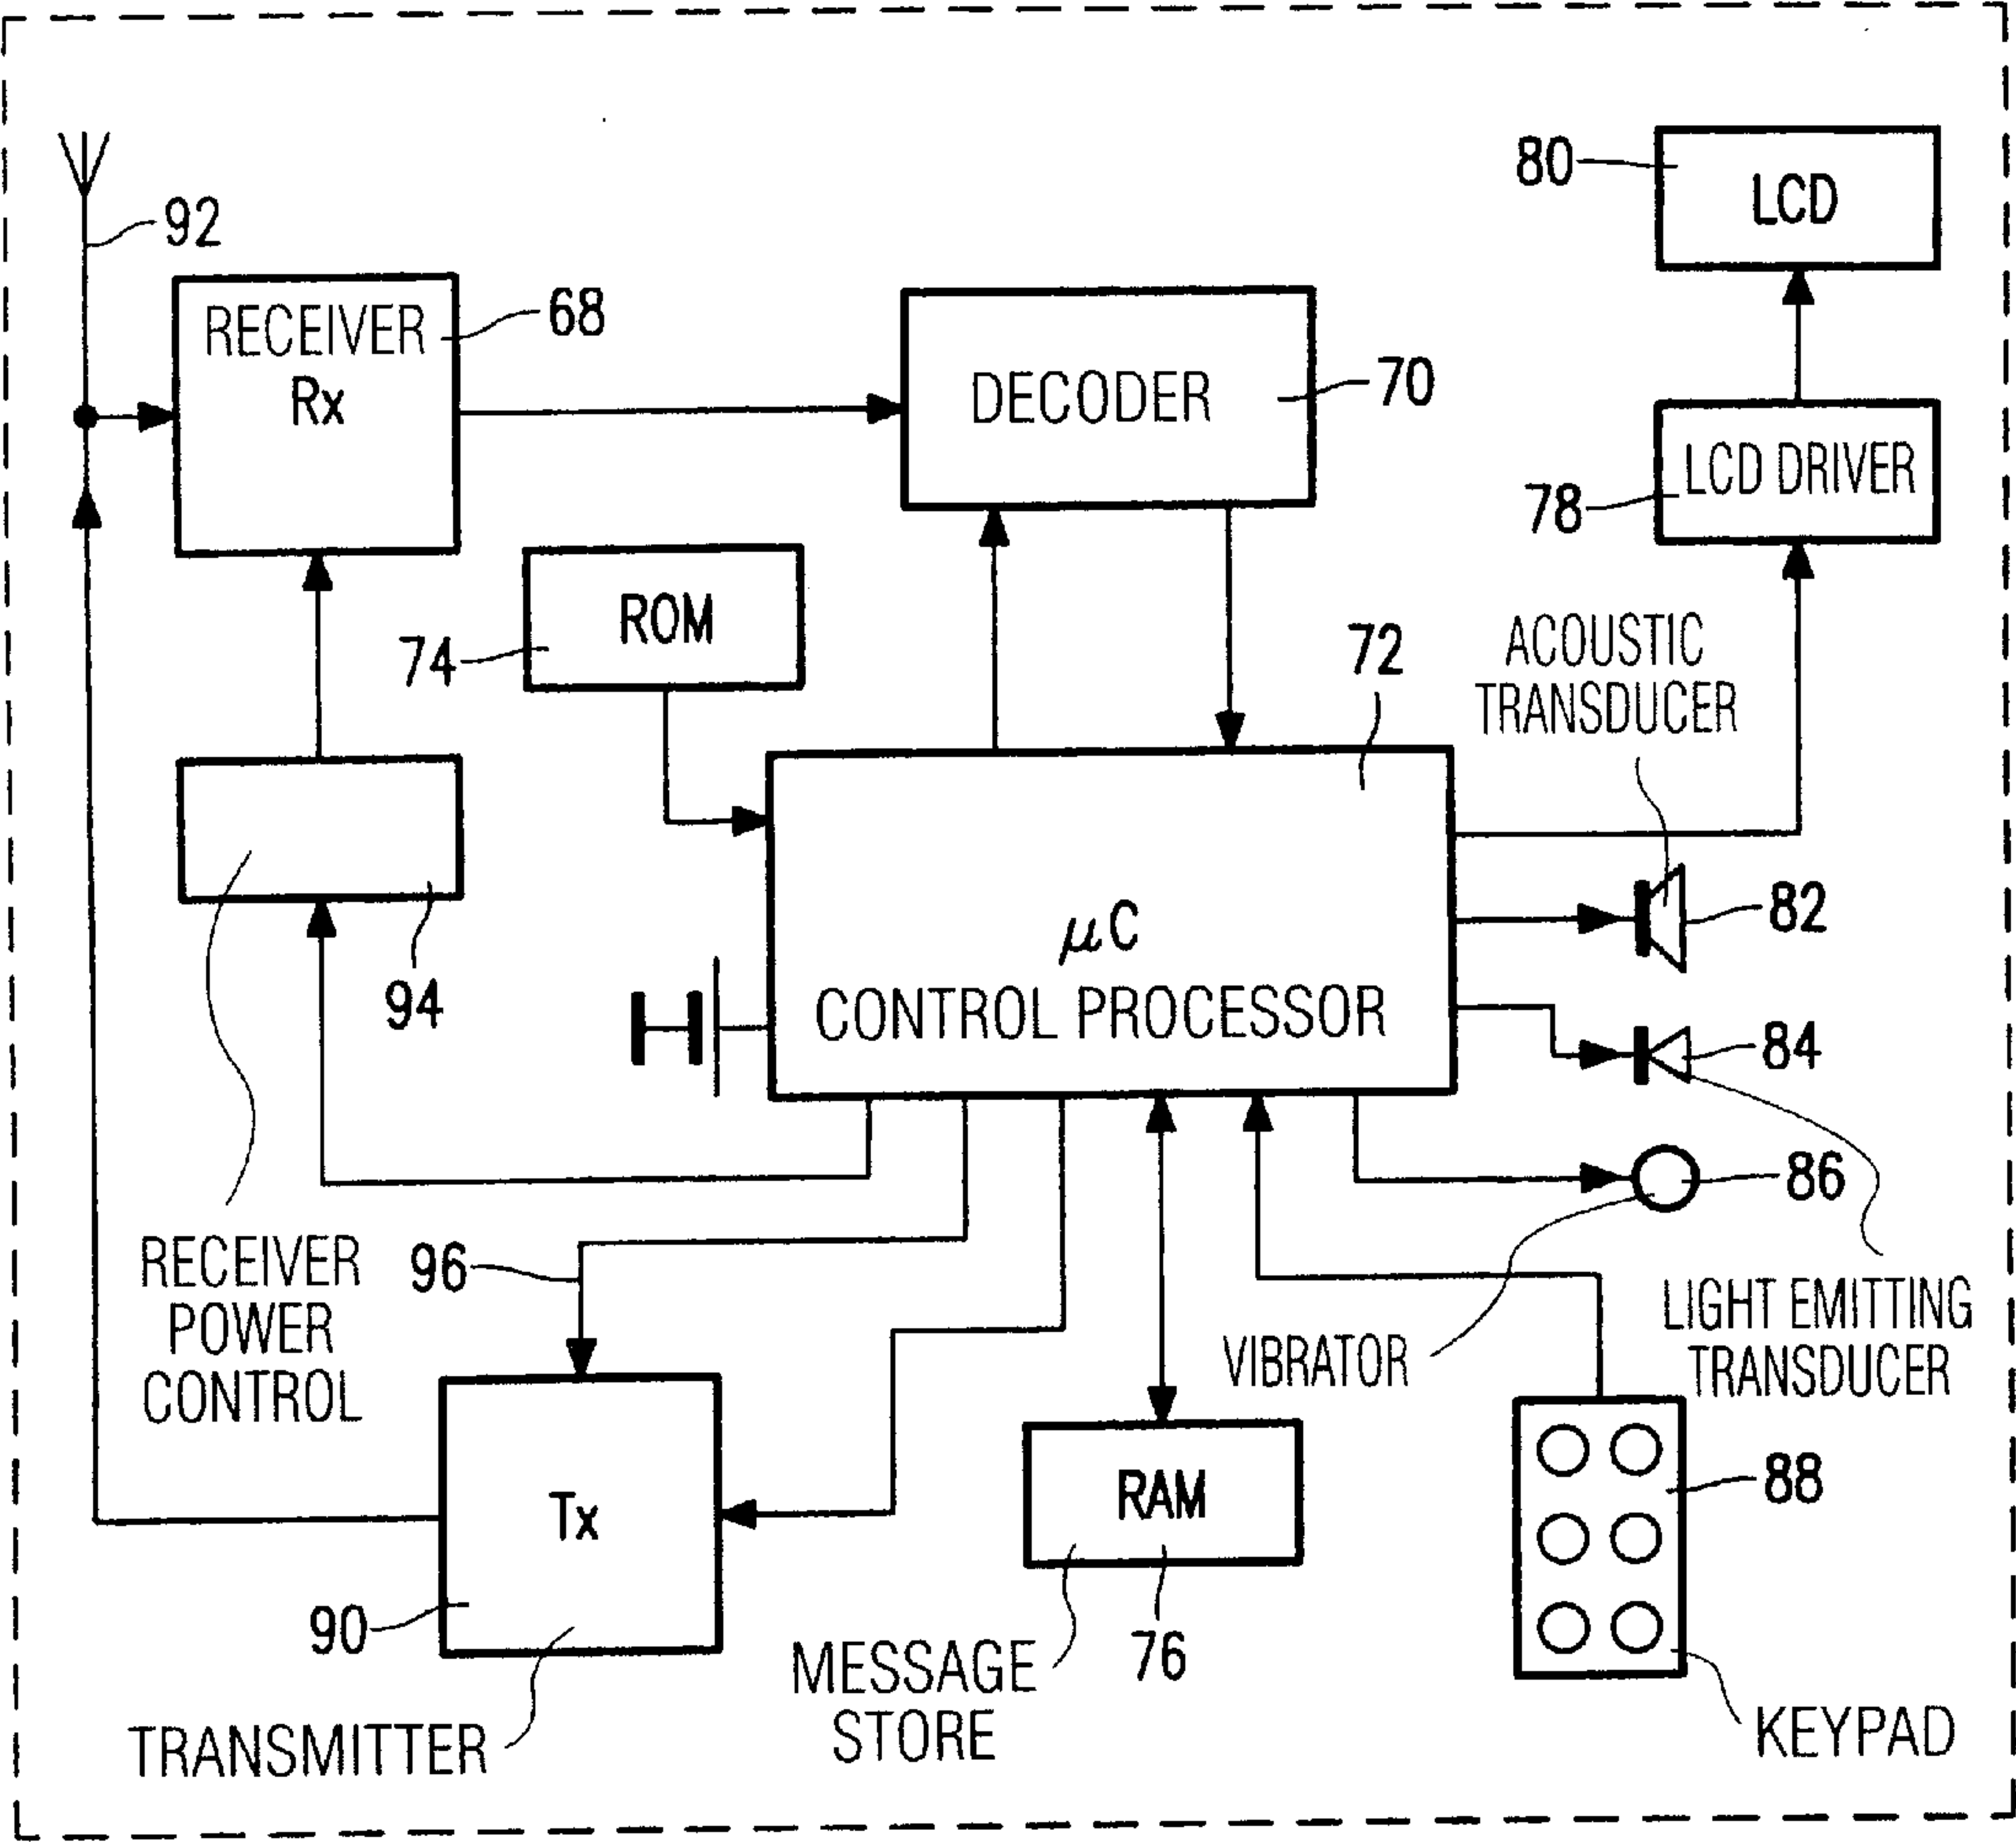 80
LCD
92
RECEIVER
Rx
68
DECODER
70
LCD DRIVER
78
ROM
74
72
ACOUSTIC
TRANSDUCER
82
μC
CONTROL PROCESSOR
94
84
86
RECEIVER
POWER
CONTROL
96
LIGHT EMITTING
TRANSDUCER
VIBRATOR
Tx
RAM
88
90
76
MESSAGE
STORE
TRANSMITTER
KEYPAD